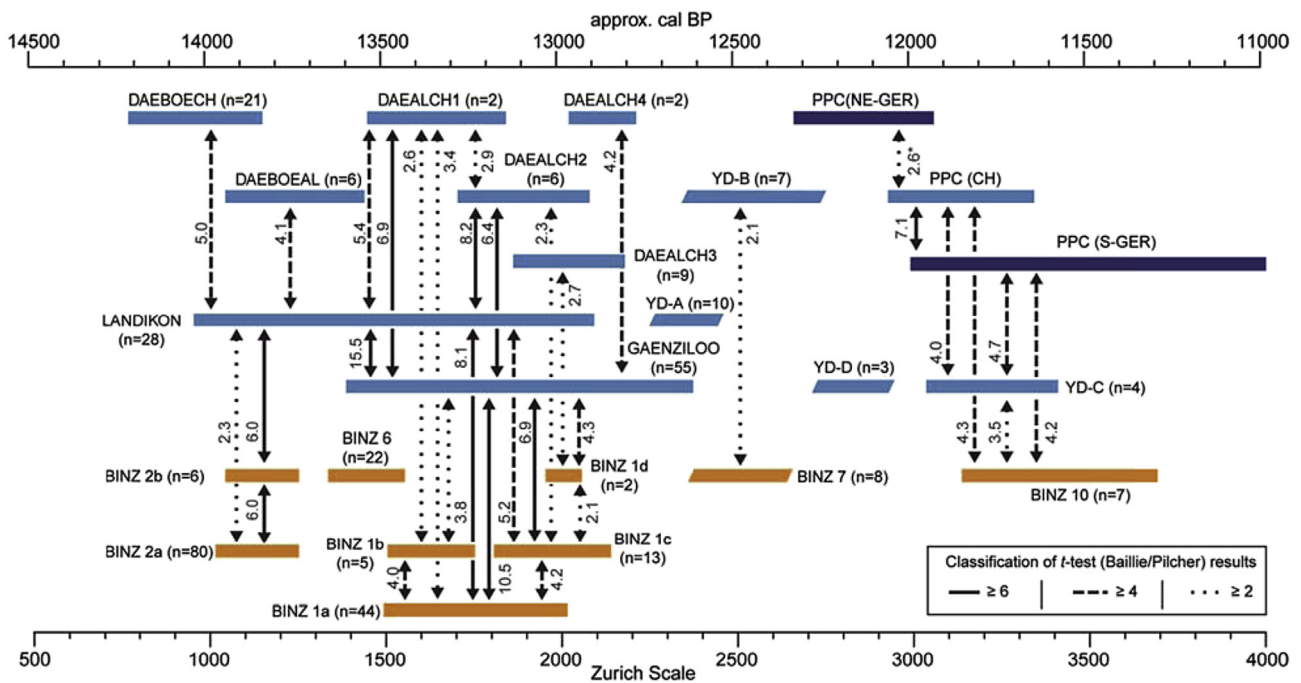 approx. cal BP
14500 14000 13500 13000 12500 12000 11500 11000
DAEBOECH (n=21) DAEALCH1 (n=2) DAEALCH4 (n=2) PPC(NE-GER)
2.6 3.4 2.9 4.2 2.6*
DAEALCH2
DAEBOEAL (n=6) (n=6) YD-B (n=7) PPC (CH)
5.0 4.1 5.4 6.9 8.2 6.4 2.3 2.1 7.1
DAEALCH3 PPC (S-GER)
(n=9)
2.7
LANDIKON YD-A (n=10)
(n=28)
15.5 8.1 4.0 4.7
GAENZILOO
(n=55) YD-D (n=3)
YD-C (n=4)
2.3 6.0 6.9 4.3 4.3 3.5 4.2
BINZ 6
(n=22)
BINZ 2b (n=6) BINZ 1d BINZ 7 (n=8)
(n=2) BINZ 10 (n=7)
6.0 3.8 5.2 2.1
BINZ 2a (n=80) BINZ 1b BINZ 1c
(n=5) (n=13)
4.0 10.5 4.2
BINZ 1a (n=44)
Classification of t-test (Baillie/Pilcher) results
≥ 6 ≥ 4 ≥ 2
500 1000 1500 2000 2500 3000 3500 4000
Zurich Scale